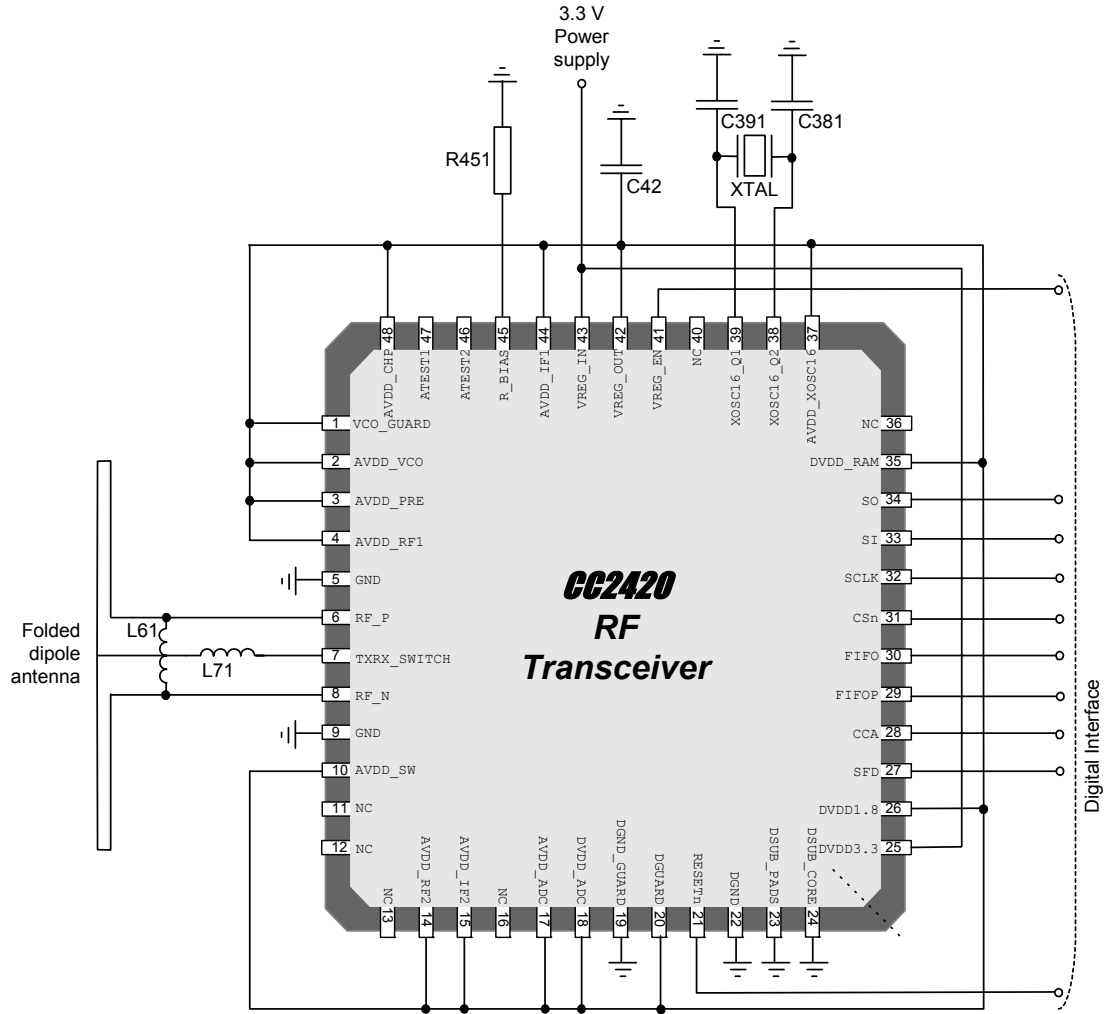 3.3 V
Power
supply
C391
C381
R451
C42
XTAL
48
47
46
45
44
43
42
41
40
39
38
37
AVDD_CHP
ATEST1
ATEST2
R_BIAS
AVDD_IF1
VREG_IN
VREG_OUT
VREG_EN
NC
XOSC16_Q1
XOSC16_Q2
AVDD_XOSC16
1 VCO_GUARD
2 AVDD_VCO
3 AVDD_PRE
4 AVDD_RF1
5 GND
6 RF_P
7 TXRX_SWITCH
8 RF_N
9 GND
10 AVDD_SW
11 NC
12 NC
Folded
dipole
antenna
L61
L71
CC2420
RF
Transceiver
NC 36
DVDD_RAM 35
SO 34
SI 33
SCLK 32
CSn 31
FIFO 30
FIFOP 29
CCA 28
SFD 27
DVDD1.8 26
DVDD3.3 25
Digital Interface
NC
AVDD_RF2
AVDD_IF2
NC
AVDD_ADC
DVDD_ADC
DGND_GUARD
DGUARD
RESETn
DGND
DSUB_PADS
DSUB_CORE
13
14
15
16
17
18
19
20
21
22
23
24